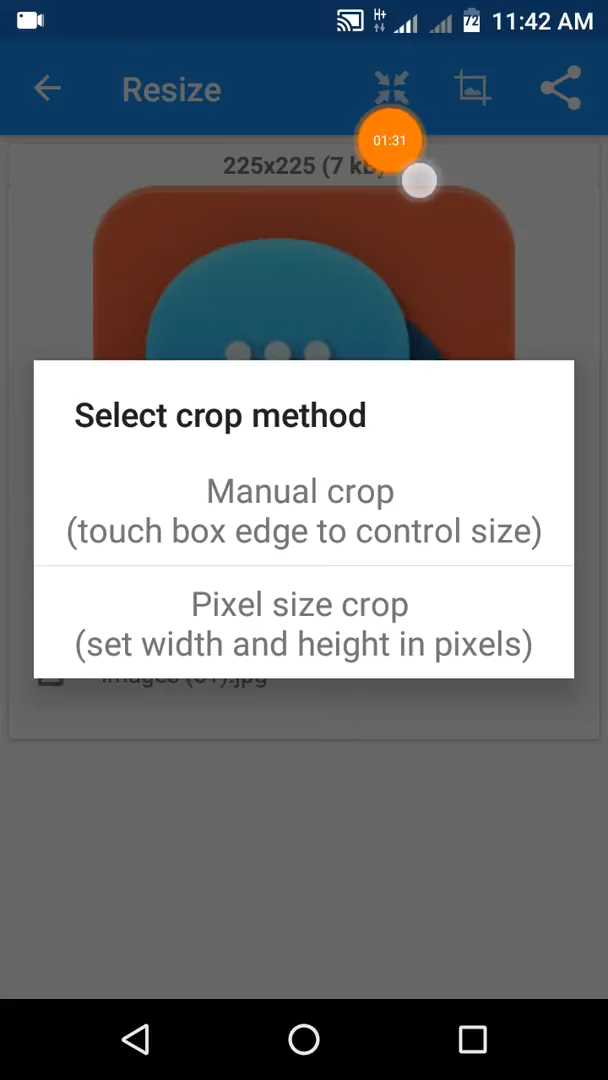 H+ 72 11:42 AM
Resize
01:31
225x225 (7 kB)
Select crop method
Manual crop
(touch box edge to control size)
Pixel size crop
(set width and height in pixels)